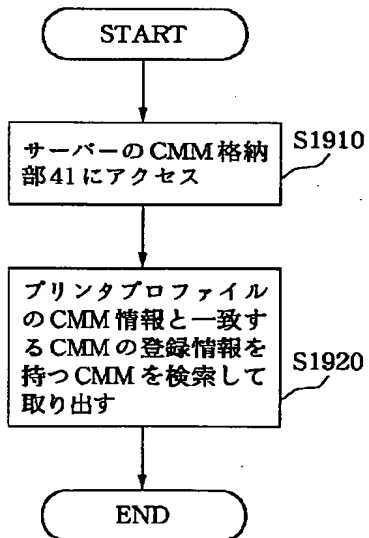 START
サーバーのCMM格納
部41にアクセス
S1910
プリンタプロファイル
のCMM情報と一致す
るCMMの登録情報を
持つCMMを検索して
取り出す
S1920
END